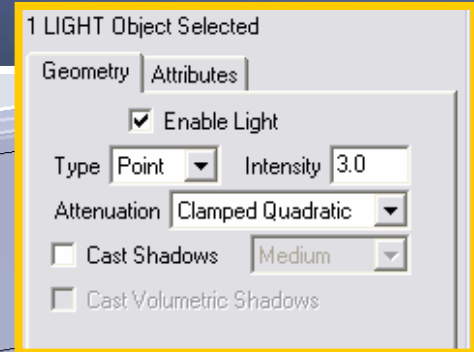 1 LIGHT Object Selected
Geometry Attributes
Enable Light
Type Point Intensity 3.0
Attenuation Clamped Quadratic
Cast Shadows Medium
Cast Volumetric Shadows